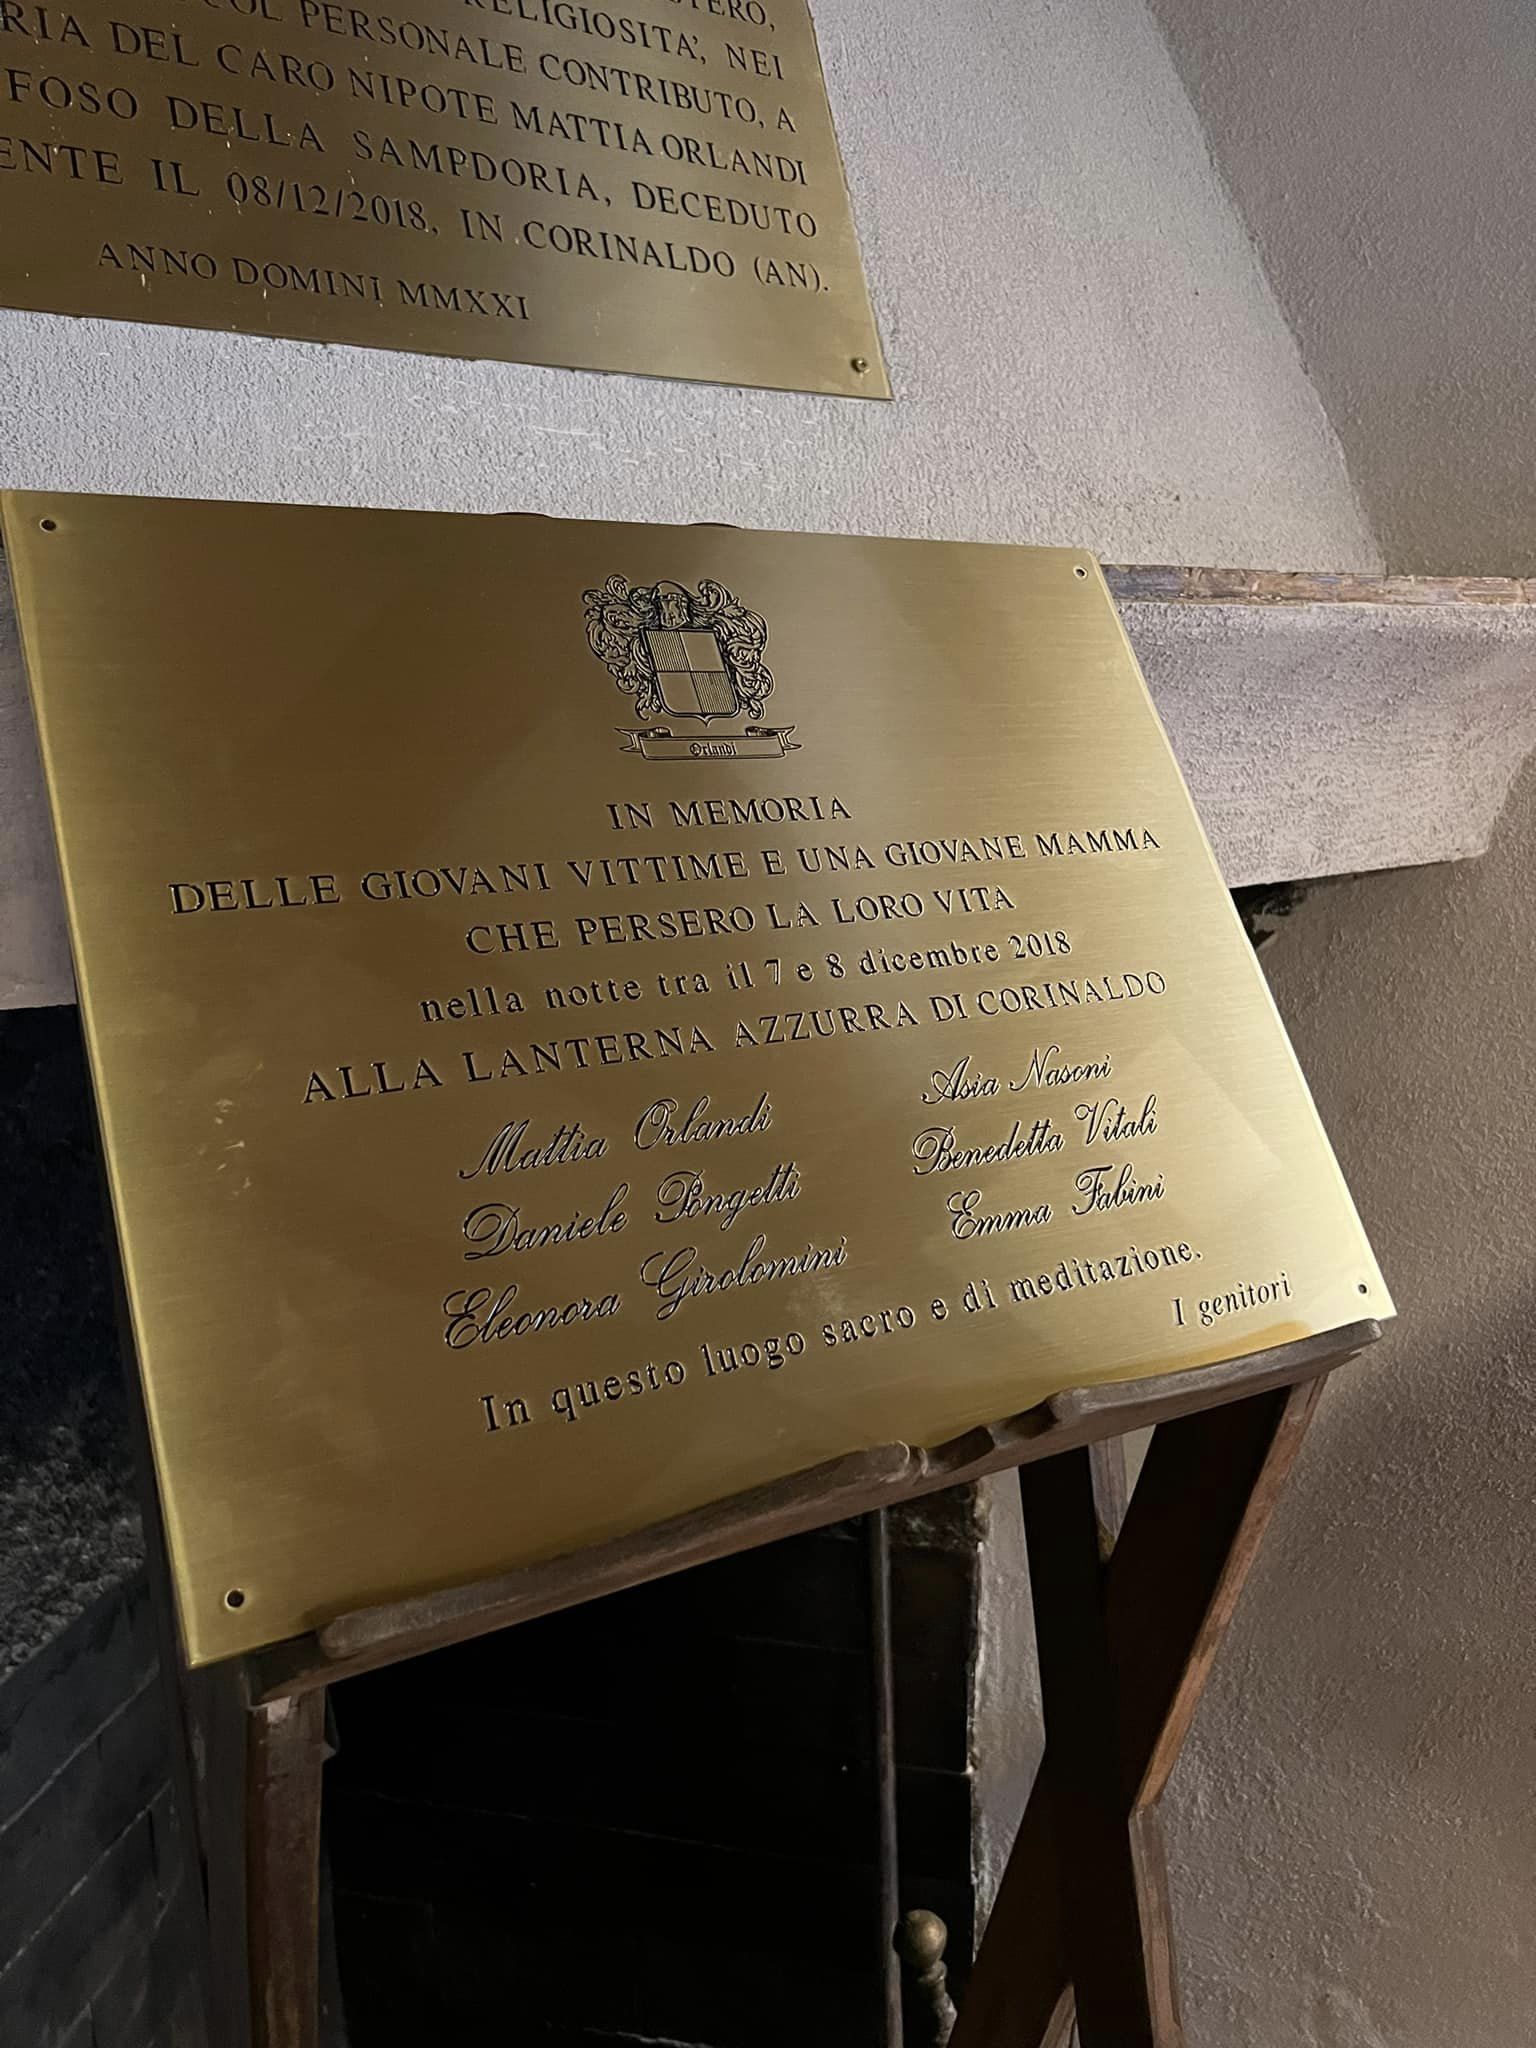 RELIGIOSITA', NEI
COL PERSONALE CONTRIBUTO, A
DEL CARO NIPOTE MATTIA ORLANDI
DELLA SAMPDORIA, DECEDUTO
IL 08/12/2018, IN CORINALDO (AN).
ANNO DOMINI MMXXI
Orlandi
IN MEMORIA
DELLE GIOVANI VITTIME E UNA GIOVANE MAMMA
CHE PERSERO LA LORO VITA
nella notte tra il 7 e 8 dicembre 2018
ALLA LANTERNA AZZURRA DI CORINALDO
Mattia Orlandi Asia Nasoni
Daniele Pongetti Benedetta Vitali
Eleonora Girolomini Emma Fabini
In questo luogo sacro e di meditazione.
I genitori